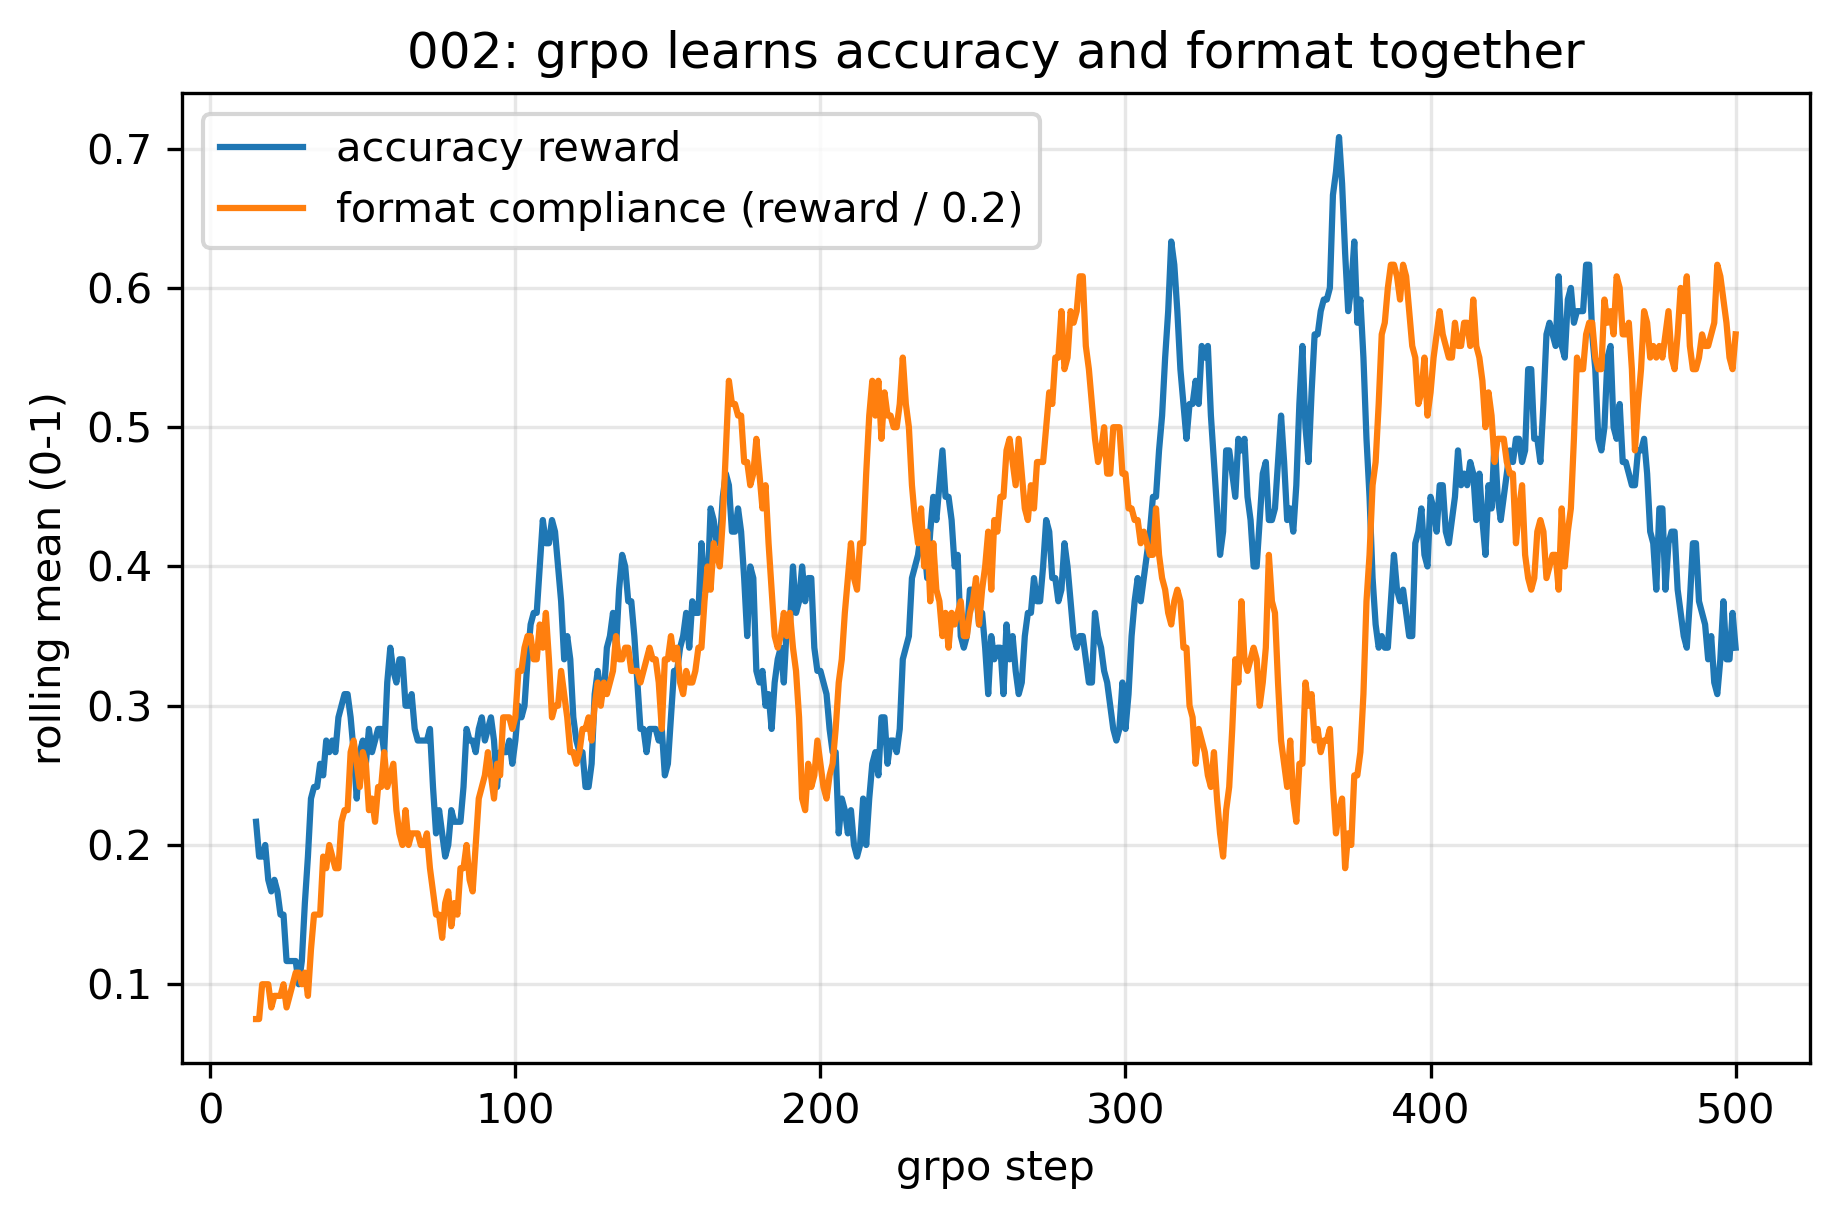 002: grpo learns accuracy and format together
accuracy reward
format compliance (reward / 0.2)
rolling mean (0-1)
0.7
0.6
0.5
0.4
0.3
0.2
0.1
0
100
200
300
400
500
grpo step